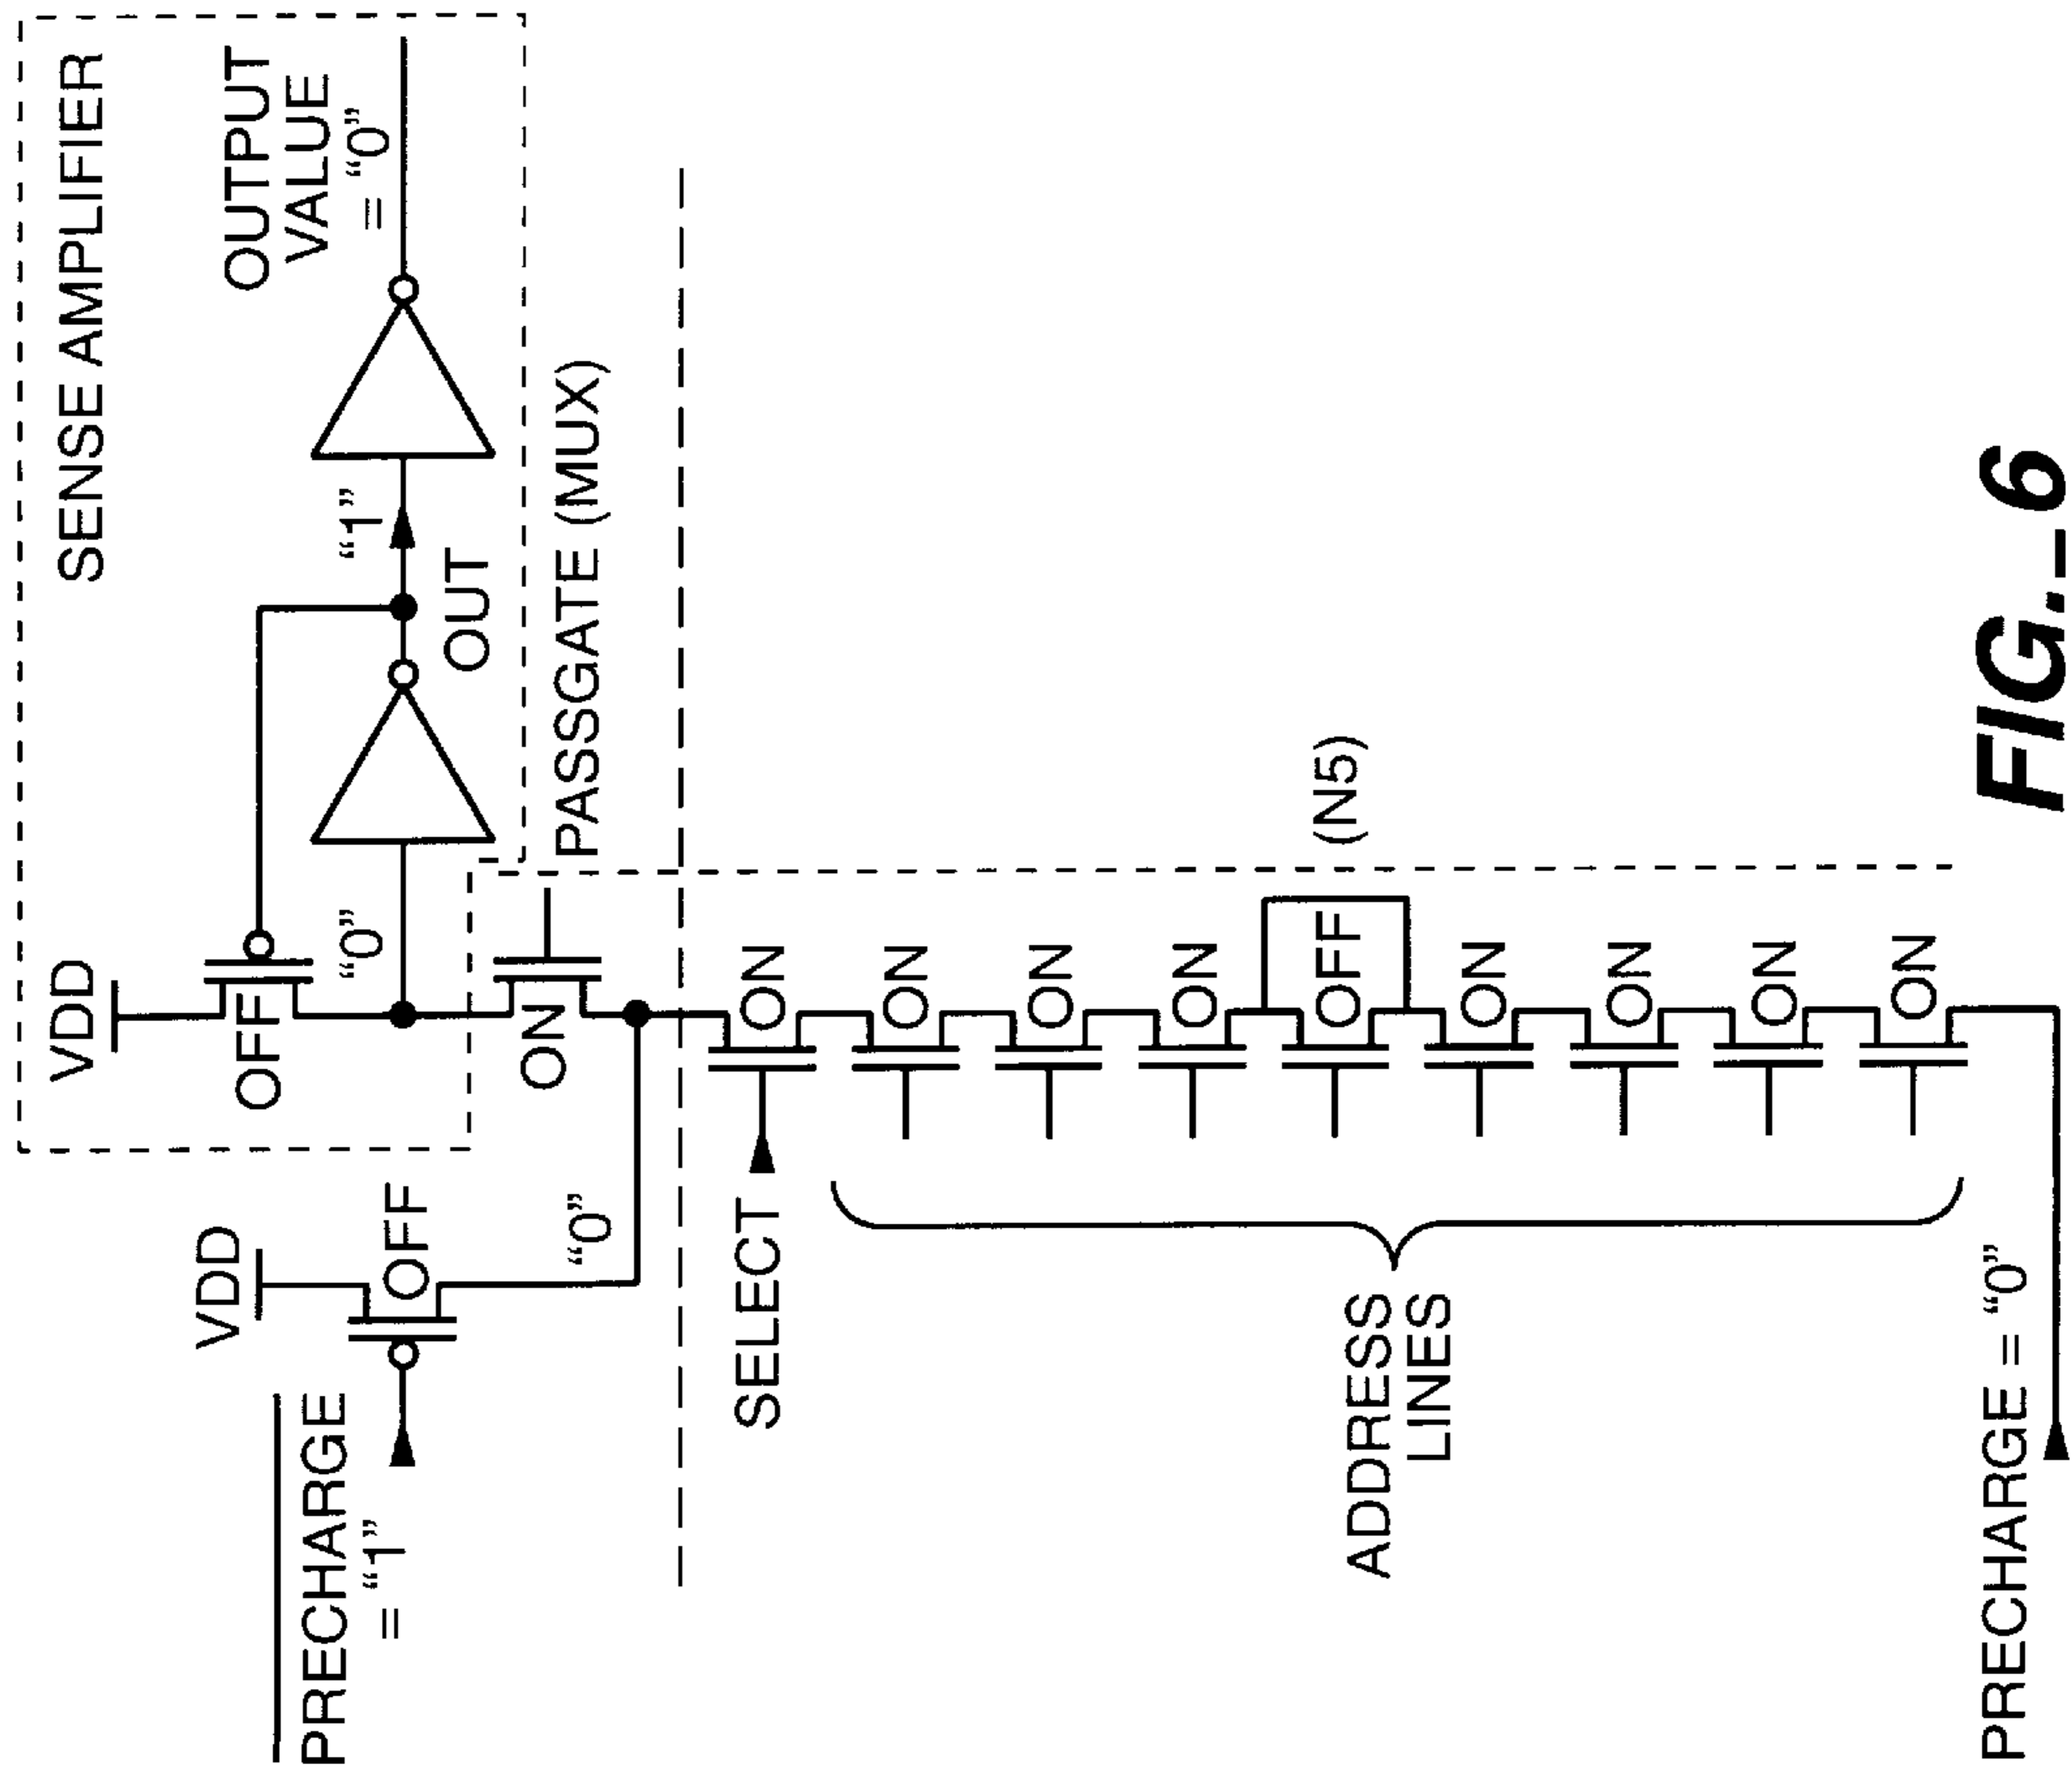 SENSE AMPLIFIER
VDD
OFF
"0"
"1"
OUT
OUTPUT
VALUE
= "0"
PRECHARGE
= "1"
VDD
OFF
"0"
ON
PASSGATE (MUX)
SELECT
ON
ON
ON
ON
OFF
(N5)
ON
ON
ON
ON
ADDRESS
LINES
PRECHARGE = "0"
FIG._6